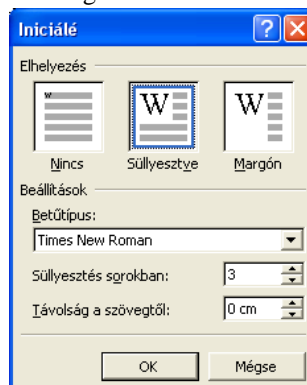 Iniciálé
Elhelyezés
W W W
Nincs Süllyesztve Margón
Beállítások
Betűtípus:
Times New Roman
Süllyesztés sorokban: 3
Távolság a szövegtől: 0 cm
OK Mégse